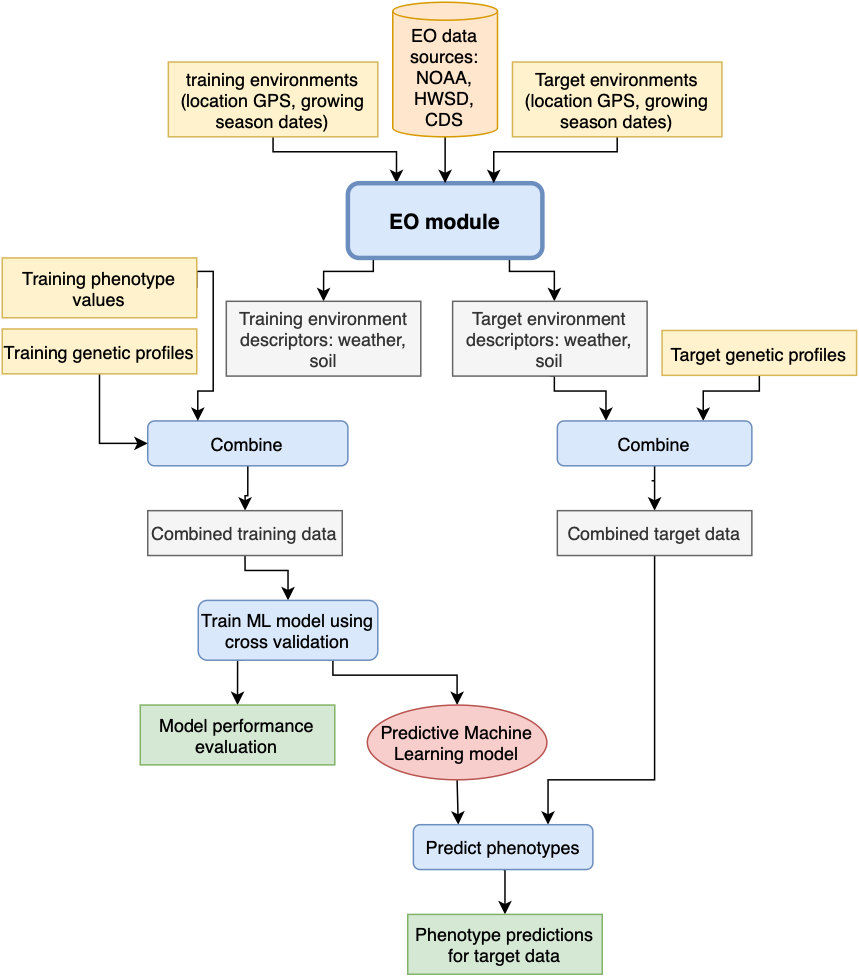 EO data
sources:
NOAA,
HWSD,
CDS
training environments
(location GPS, growing
season dates)
Target environments
(location GPS, growing
season dates)
EO module
Training phenotype
values
Training genetic profiles
Training environment
descriptors: weather,
soil
Target environment
descriptors: weather,
soil
Target genetic profiles
Combine
Combine
Combined training data
Combined target data
Train ML model using
cross validation
Model performance
evaluation
Predictive Machine
Learning model
Predict phenotypes
Phenotype predictions
for target data